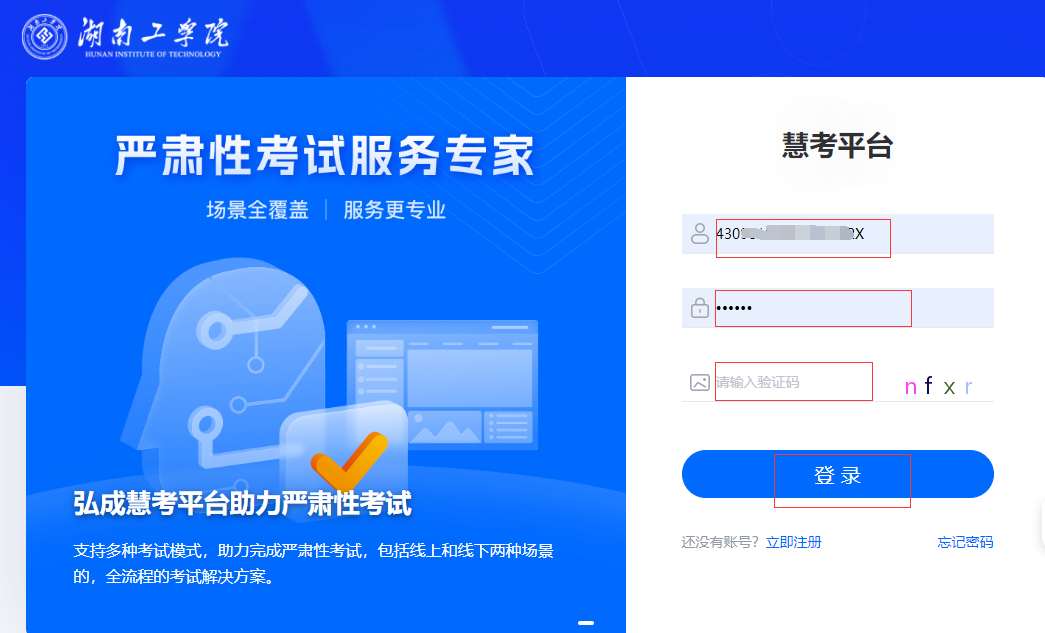 湖南工学院
HUNAN INSTITUTE OF TECHNOLOGY
严肃性考试服务专家
场景全覆盖 | 服务更专业
弘成慧考平台助力严肃性考试
支持多种考试模式，助力完成严肃性考试，包括线上和线下两种场景
的，全流程的考试解决方案。
慧考平台
430 X
••••••
请输入验证码
n f x r
登 录
还没有账号？ 立即注册
忘记密码